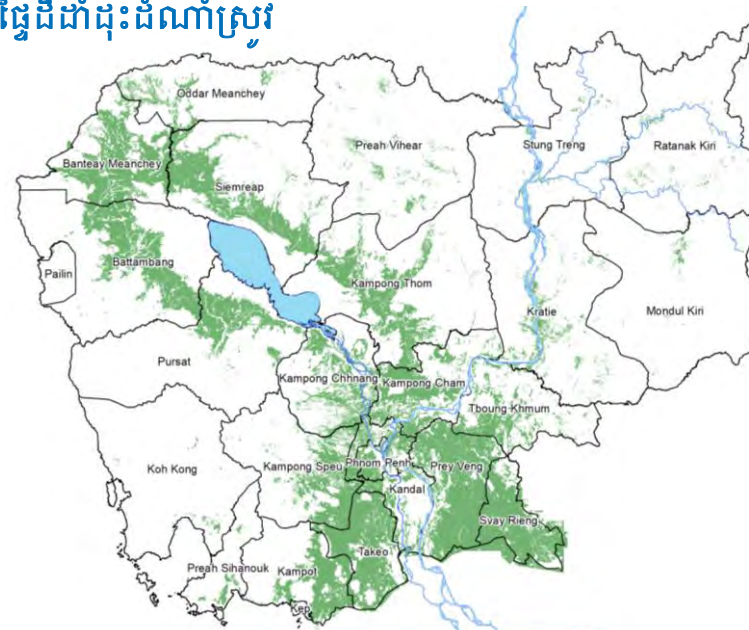 ផ្ទៃដីដាំដុះដំណាំស្រូវ
Oddar Meanchey
Preah Vihear
Stung Treng
Ratanak Kiri
Banteay Meanchey
Siemreap
Battambang
Pailin
Kampong Thom
Kratie
Mondul Kiri
Pursat
Kampong Chhnang
Kampong Cham
Tboung Khmum
Koh Kong
Kampong Speu
Phnom Penh
Prey Veng
Kandal
Svay Rieng
Takeo
Preah Sihanouk
Kampot
Kep